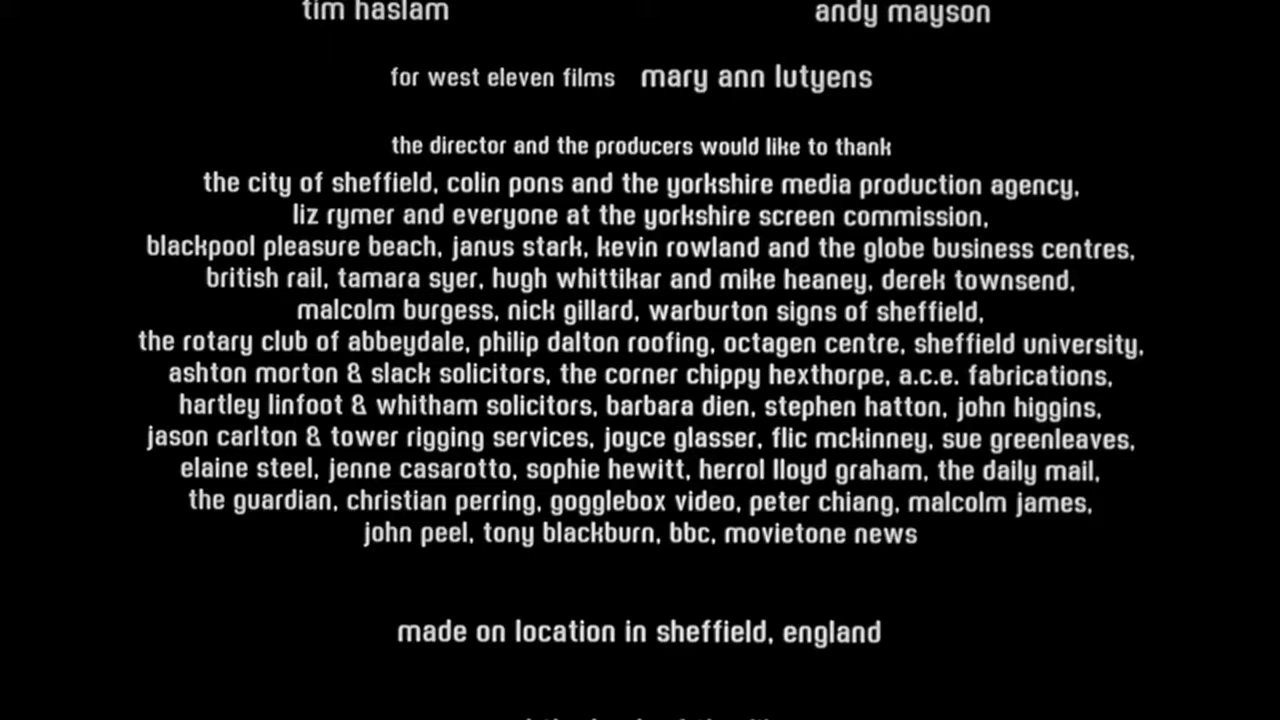 tim haslam andy mayson
for west eleven films mary ann lutyens
the director and the producers would like to thank
the city of sheffield, colin pons and the yorkshire media production agency,
liz rymer and everyone at the yorkshire screen commission,
blackpool pleasure beach, janus stark, kevin rowland and the globe business centres,
british rail, tamara syer, hugh whittikar and mike heaney, derek townsend,
malcolm burgess, nick gillard, warburton signs of sheffield,
the rotary club of abbeydale, philip dalton roofing, octagen centre, sheffield university,
ashton morton & slack solicitors, the corner chippy hexthorpe, a.c.e. fabrications,
hartley linfoot & whitham solicitors, barbara dien, stephen hatton, john higgins,
jason carlton & tower rigging services, joyce glasser, flic mckinney, sue greenleaves,
elaine steel, jenne casarotto, sophie hewitt, herrol lloyd graham, the daily mail,
the guardian, christian perring, gogglebox video, peter chiang, malcolm james,
john peel, tony blackburn, bbc, movietone news
made on location in sheffield, england